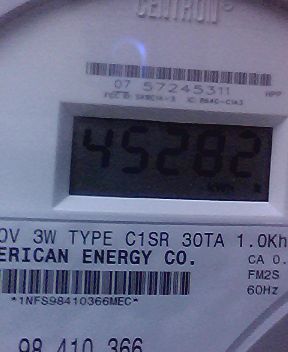 CENTRON®
07 57245311
HPP
45282
kWh
0V 3W TYPE C1SR 30TA 1.0Kh
ERICAN ENERGY CO.
CA 0.
FM2S
60Hz
*1NFS98410366MEC*
98 410 366